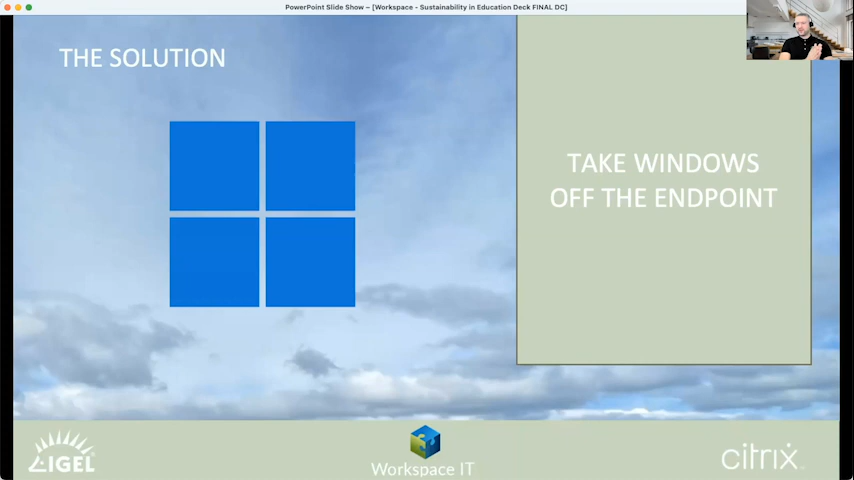 PowerPoint Slide Show – [Workspace - Sustainability in Education Deck FINAL DC]
THE SOLUTION
TAKE WINDOWS
OFF THE ENDPOINT
IGEL
Workspace IT
citrix